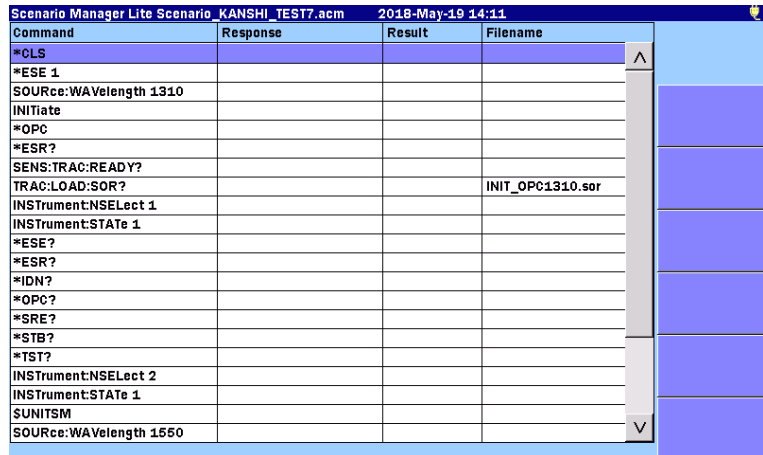 Scenario Manager Lite Scenario_KANSHI_TEST7.acm 2018-May-19 14:11
Command Response Result Filename
*CLS
*ESE 1
SOURce:WAVelength 1310
INITiate
*OPC
*ESR?
SENS:TRAC:READY?
TRAC:LOAD:SOR? INIT_OPC1310.sor
INSTrument:NSELect 1
INSTrument:STATe 1
*ESE?
*ESR?
*IDN?
*OPC?
*SRE?
*STB?
*TST?
INSTrument:NSELect 2
INSTrument:STATe 1
$UNITSM
SOURce:WAVelength 1550